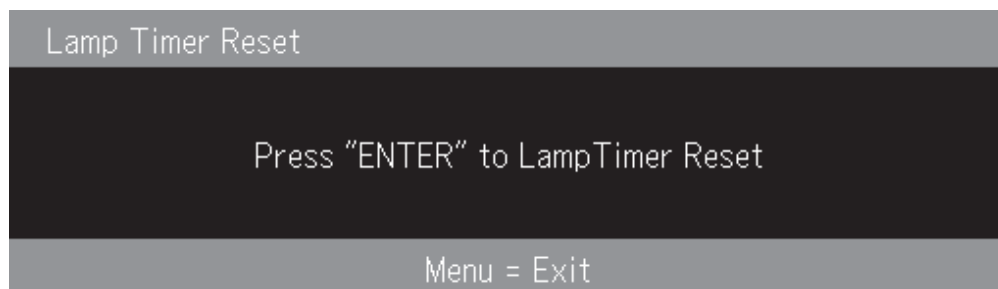 Lamp Timer Reset
Press "ENTER" to LampTimer Reset
Menu = Exit